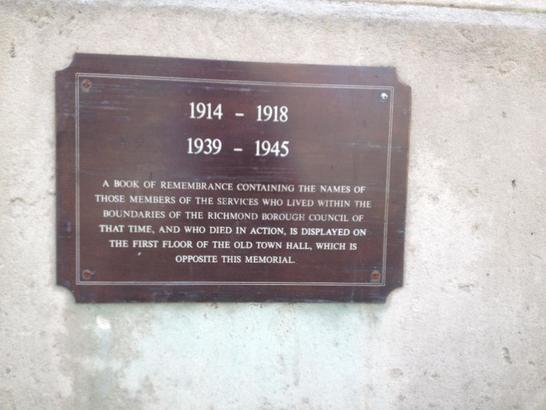 1914 – 1918
1939 – 1945
A BOOK OF REMEMBRANCE CONTAINING THE NAMES OF
THOSE MEMBERS OF THE SERVICES WHO LIVED WITHIN THE
BOUNDARIES OF THE RICHMOND BOROUGH COUNCIL OF
THAT TIME, AND WHO DIED IN ACTION, IS DISPLAYED ON
THE FIRST FLOOR OF THE OLD TOWN HALL, WHICH IS
OPPOSITE THIS MEMORIAL.